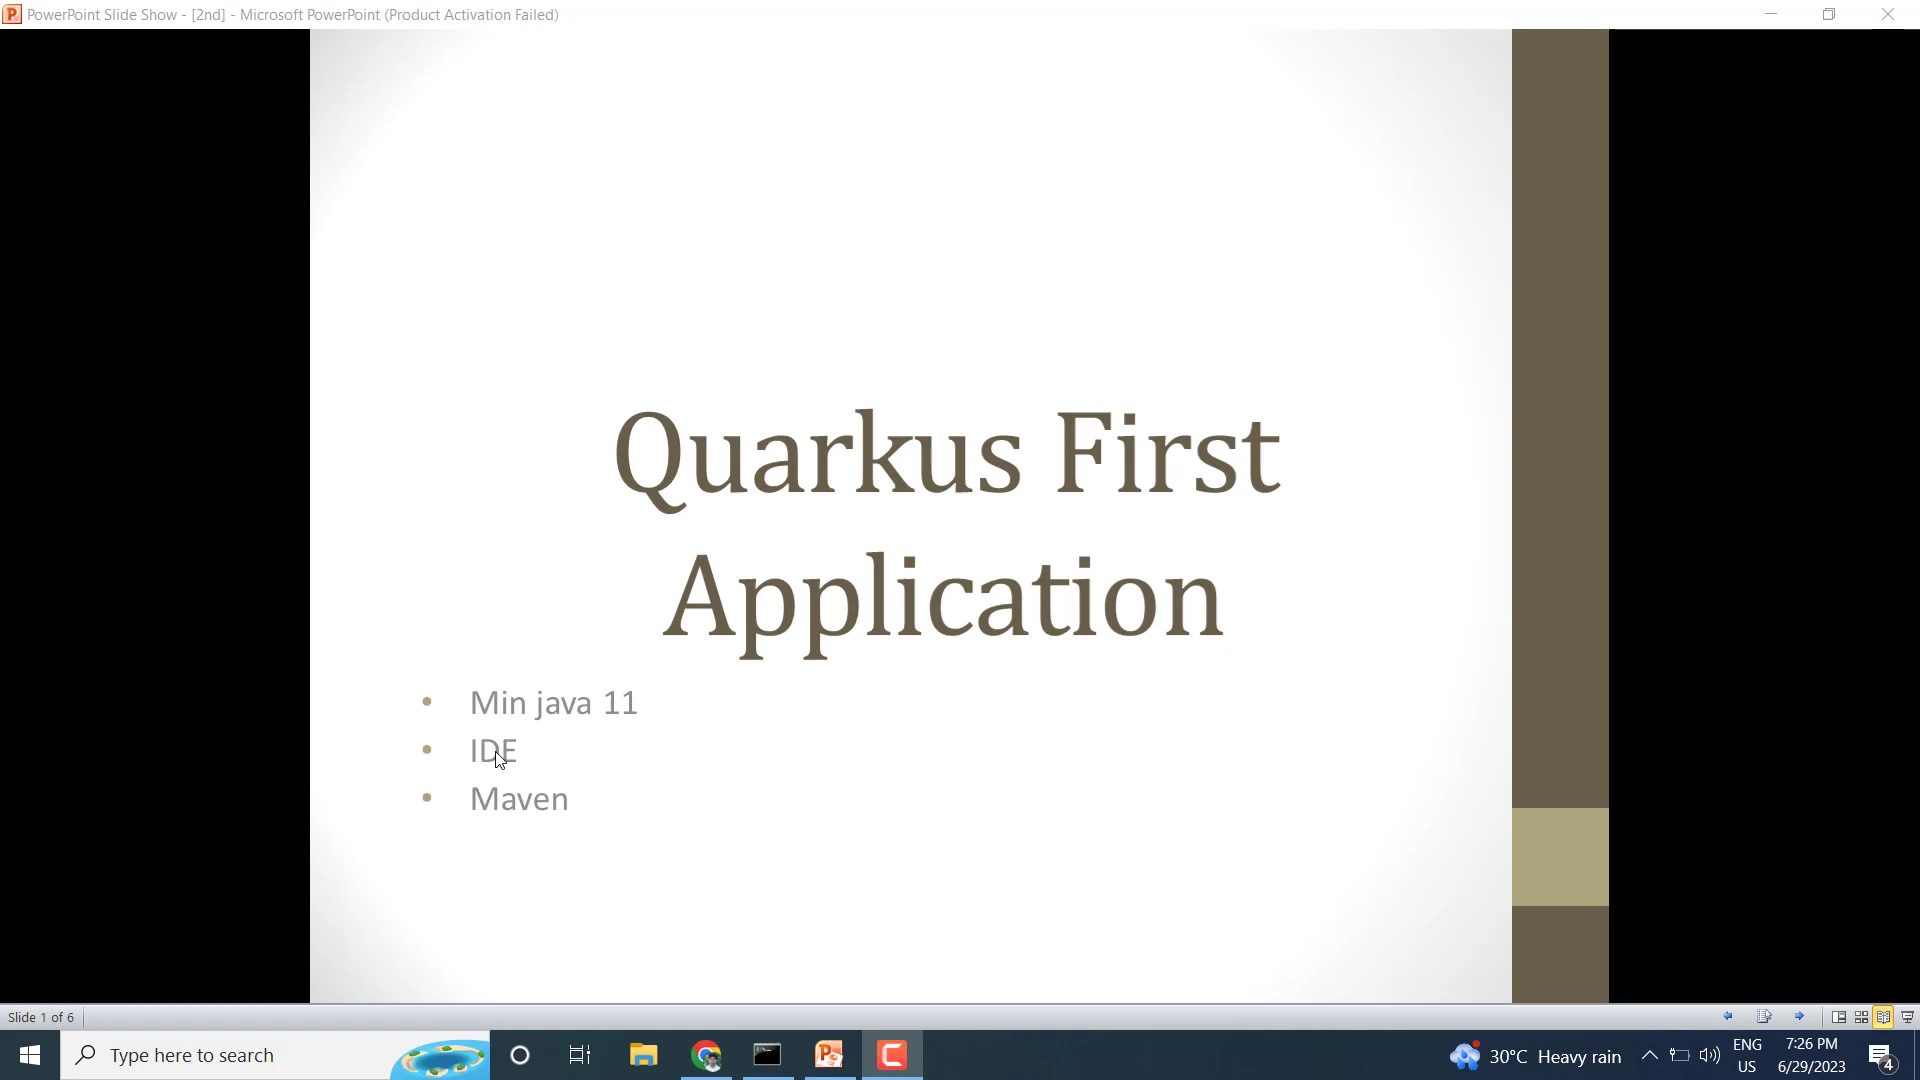 PowerPoint Slide Show - [2nd] - Microsoft PowerPoint (Product Activation Failed)
Quarkus First
Application
• Min java 11
• IDE
• Maven
Slide 1 of 6
Type here to search
30°C Heavy rain
ENG
US
7:26 PM
6/29/2023
4